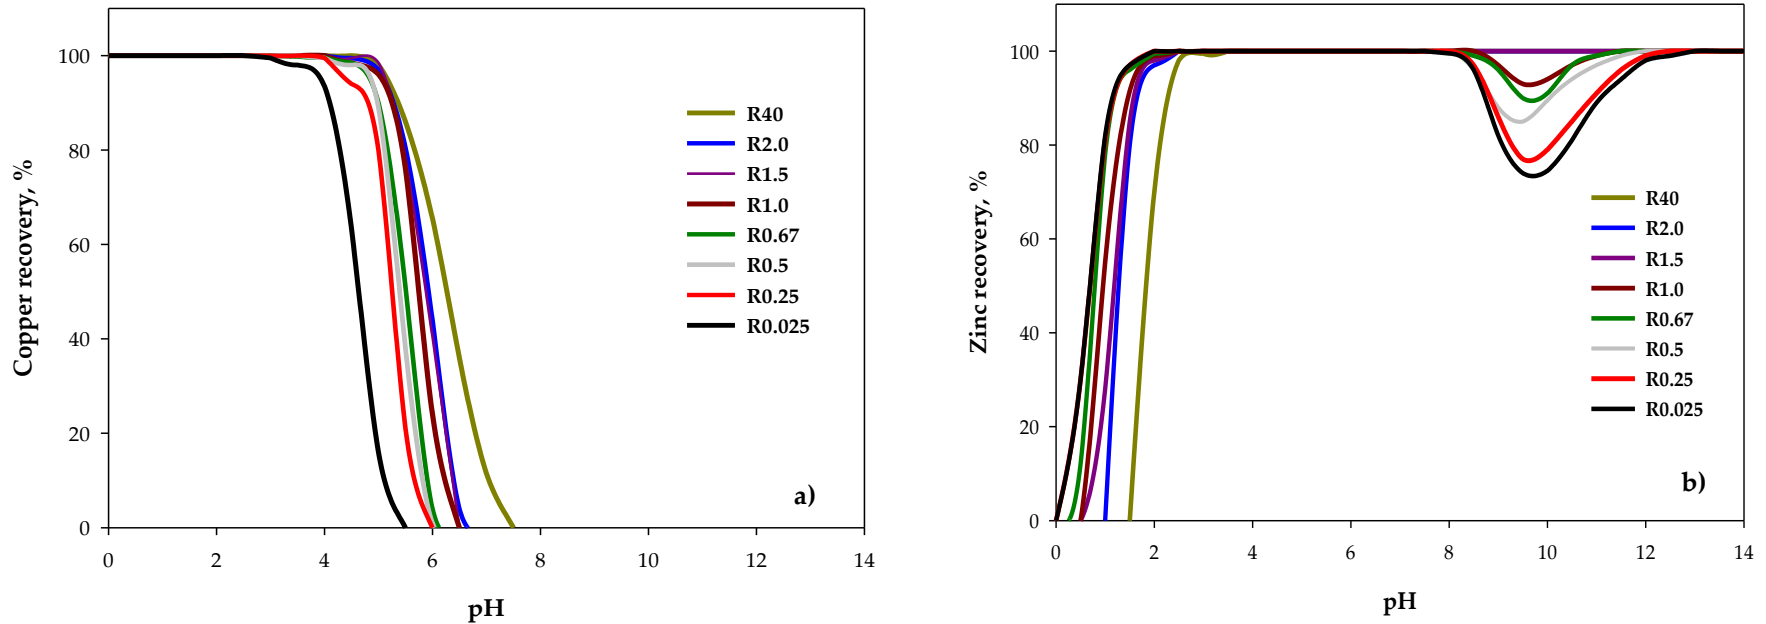 Copper recovery, %
100
80
60
40
20
0
0 2 4 6 8 10 12 14
pH
R40
R2.0
R1.5
R1.0
R0.67
R0.5
R0.25
R0.025
a)
Zinc recovery, %
100
80
60
40
20
0
0 2 4 6 8 10 12 14
pH
R40
R2.0
R1.5
R1.0
R0.67
R0.5
R0.25
R0.025
b)